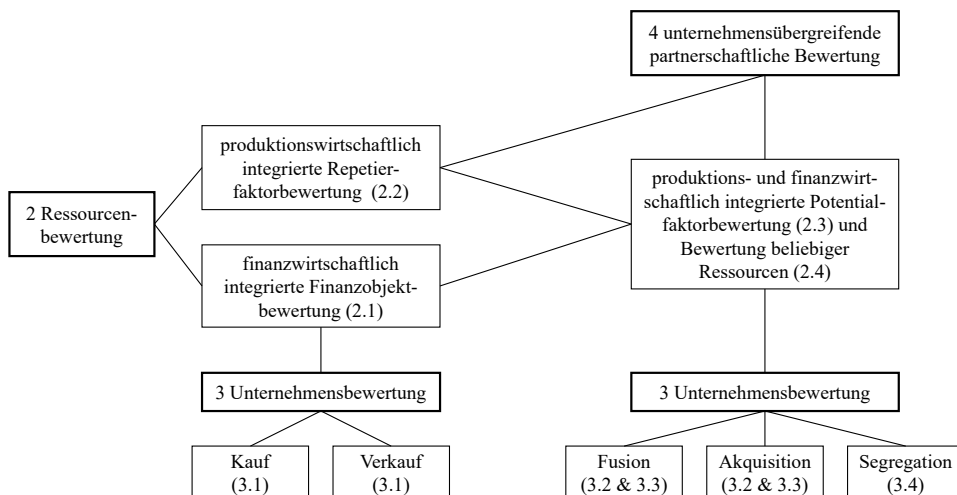 4 unternehmensübergreifende
partnerschaftliche Bewertung
produktionswirtschaftlich
integrierte Repetier-
faktorbewertung (2.2)
produktions- und finanzwirt-
schaftlich integrierte Potential-
faktorbewertung (2.3) und
Bewertung beliebiger
Ressourcen (2.4)
2 Ressourcen-
bewertung
finanzwirtschaftlich
integrierte Finanzobjekt-
bewertung (2.1)
3 Unternehmensbewertung
3 Unternehmensbewertung
Kauf
(3.1)
Verkauf
(3.1)
Fusion
(3.2 & 3.3)
Akquisition
(3.2 & 3.3)
Segregation
(3.4)